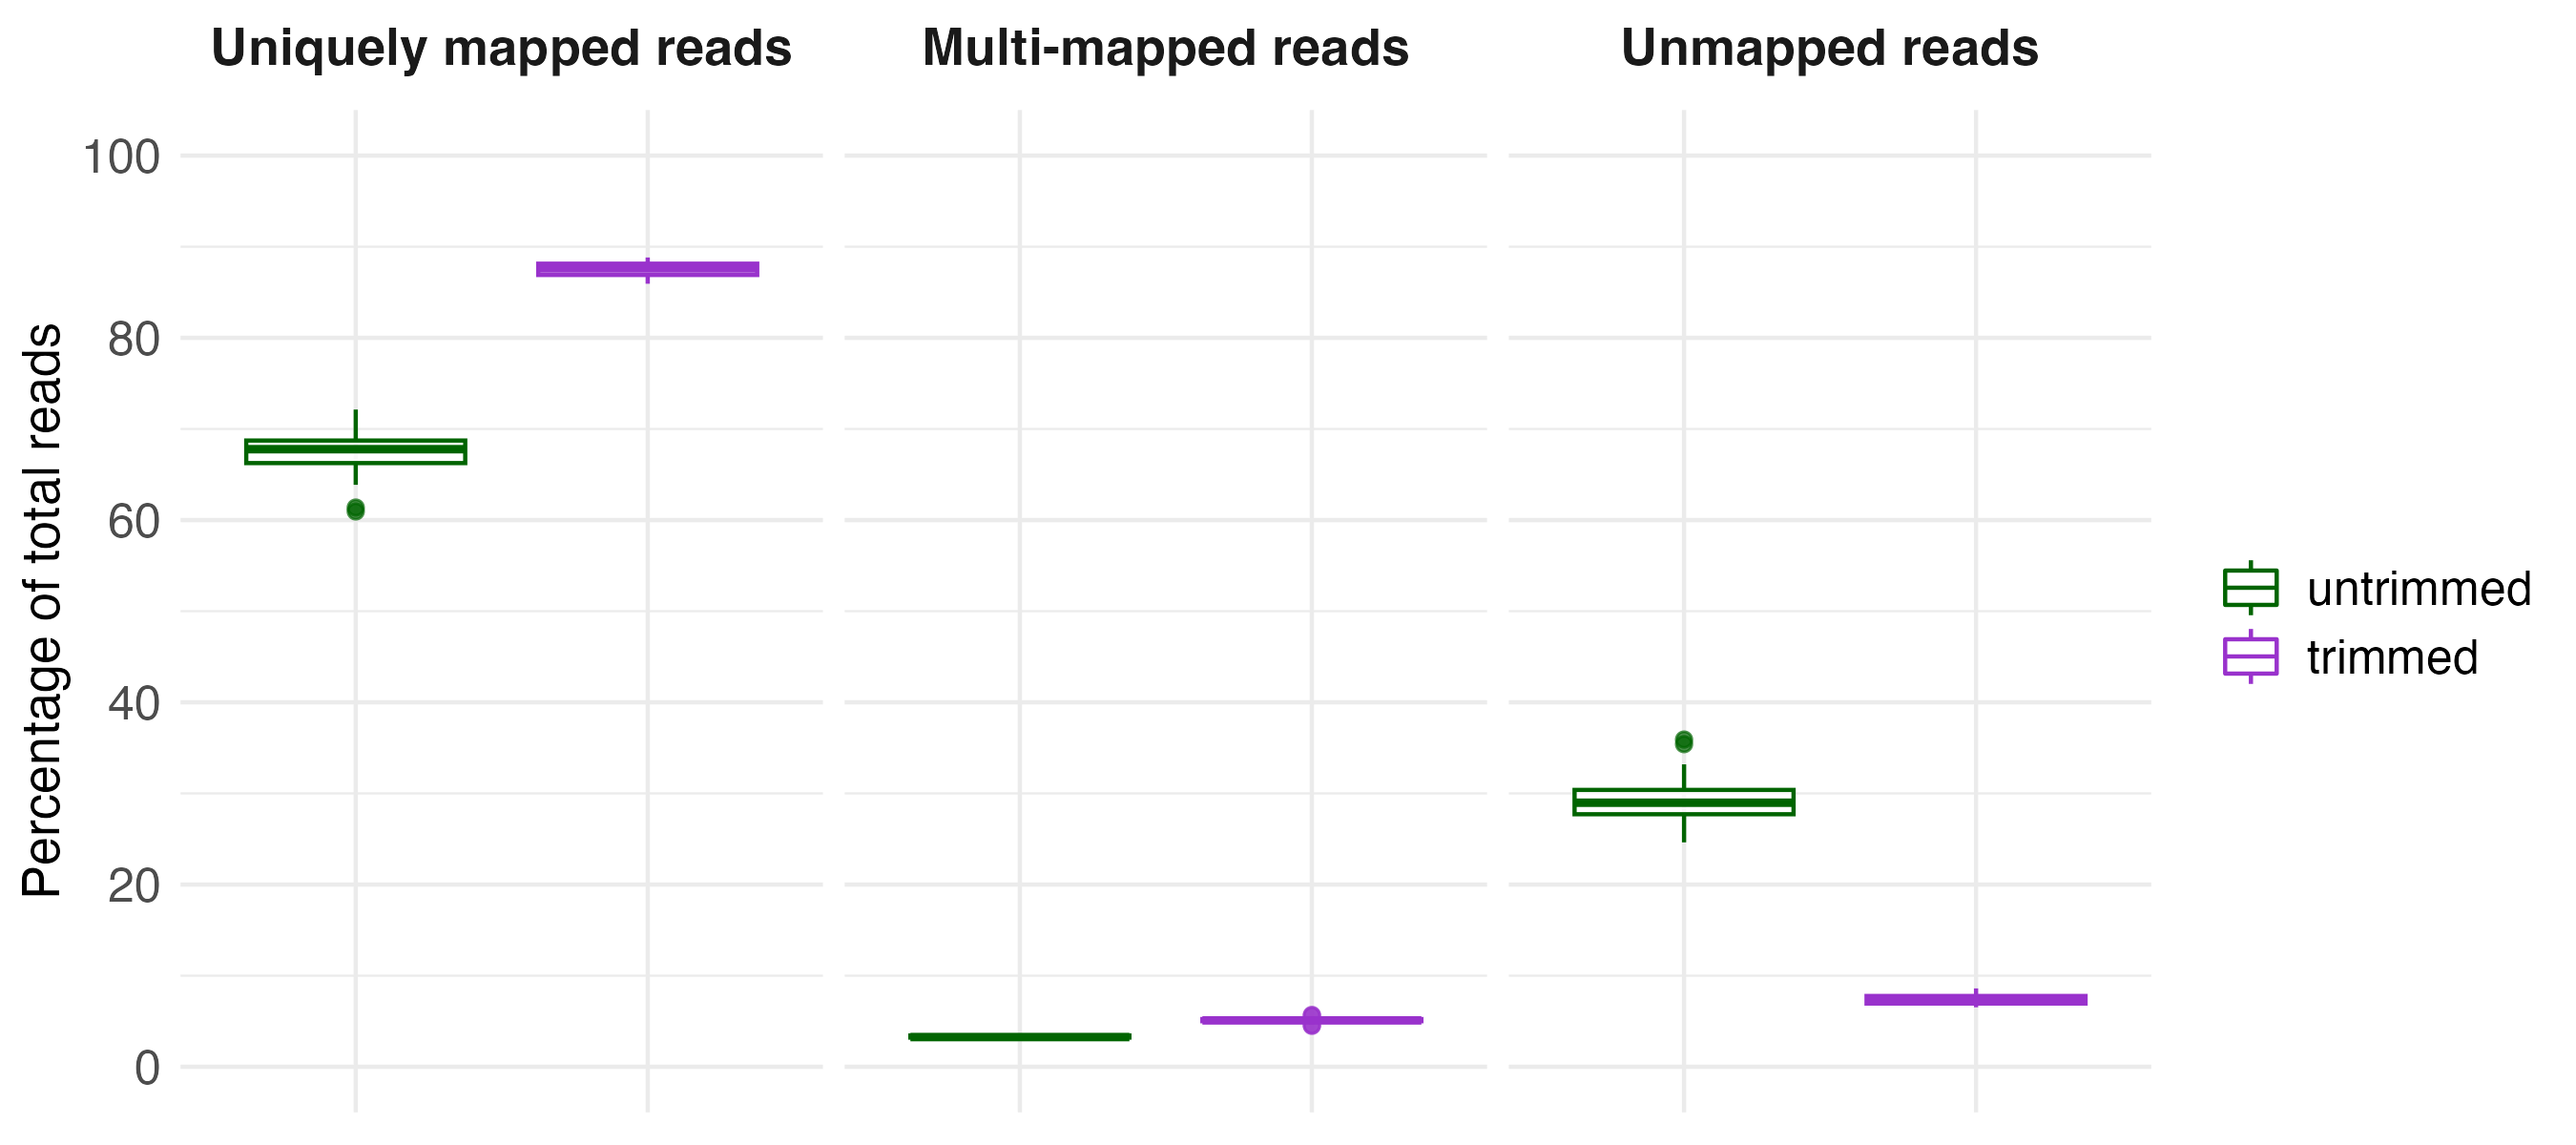 Uniquely mapped reads
Multi-mapped reads
Unmapped reads
Percentage of total reads
100
80
60
40
20
0
untrimmed
trimmed